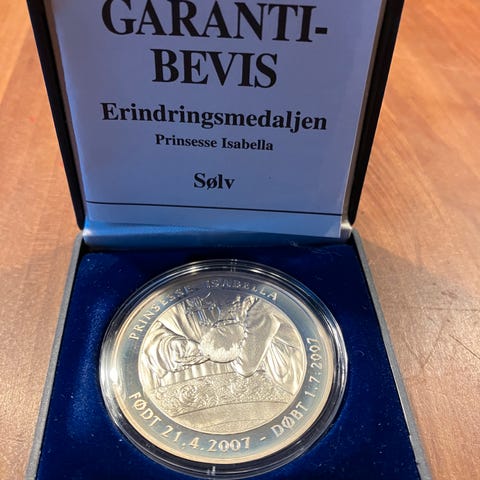 GARANTI-
BEVIS
Erindringsmedaljen
Prinsesse Isabella
Sølv
PRINSESSE ISABELLA
FØDT 21.4.2007 - DØBT 1.7.2007